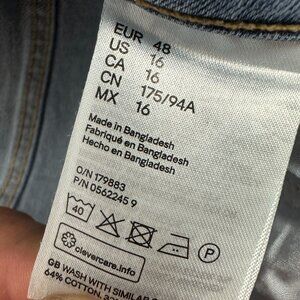 EUR 48
US 16
CA 16
CN 175/94A
MX 16
Made in Bangladesh
Fabriqué en Bangladesh
Hecho en Bangladesh
O/N 179883
P/N 0562245 9
40 P
clevercare.info
GB WASH WITH SIMILAR
64% COTTON,